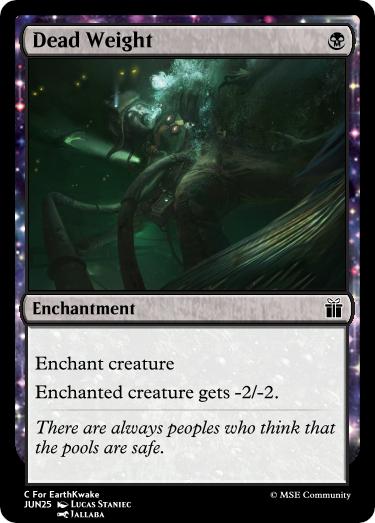 Dead Weight
Enchantment
Enchant creature
Enchanted creature gets -2/-2.
There are always peoples who think that
the pools are safe.
C For EarthKwake
JUN25 Lucas Staniec
Jallaba
© MSE Community